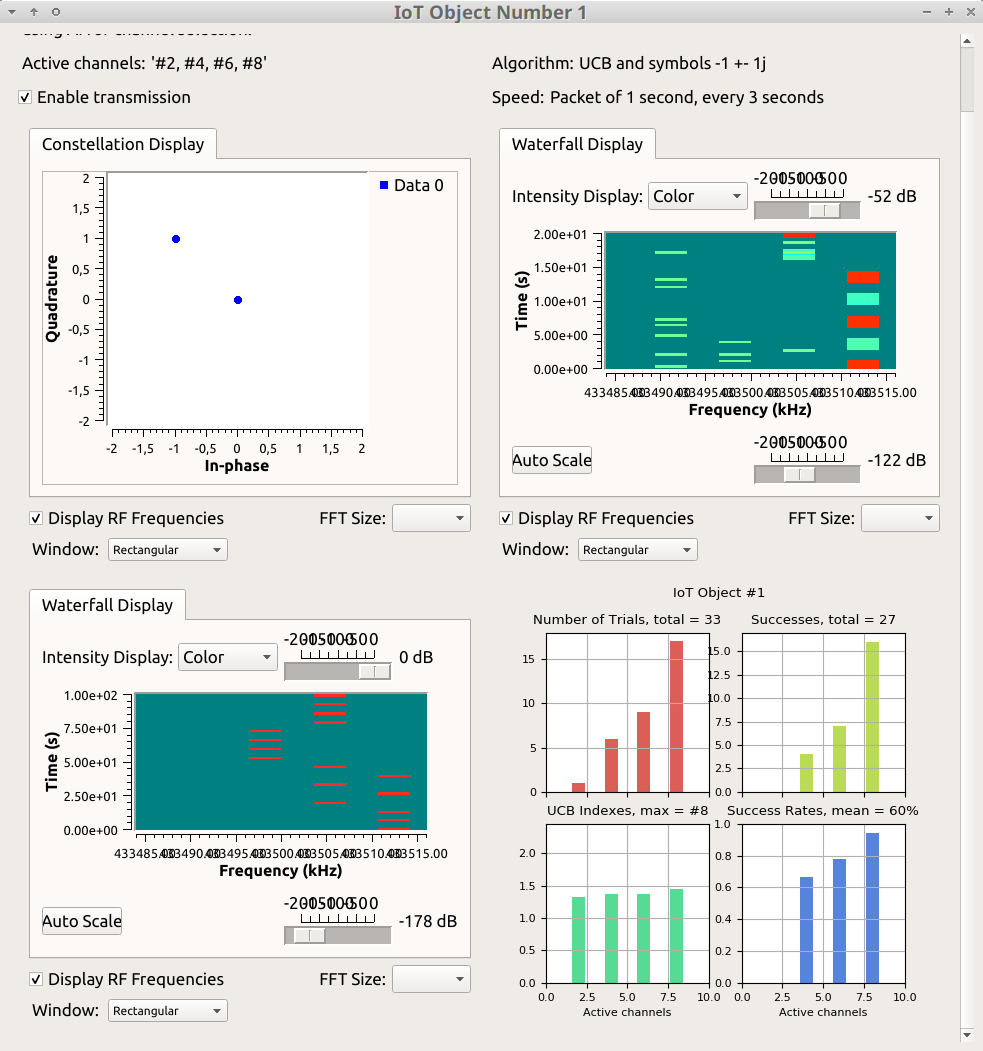 IoT Object Number 1
using AI for channel selection.
Active channels: '#2, #4, #6, #8'
Algorithm: UCB and symbols -1 +- 1j
Enable transmission
Speed: Packet of 1 second, every 3 seconds
Constellation Display
Data 0
Quadrature
2
1,5
1
0,5
0
-0,5
-1
-1,5
-2
-2 -1,5 -1 -0,5 0 0,5 1 1,5 2
In-phase
Display RF Frequencies
FFT Size:
Window: Rectangular
Waterfall Display
Intensity Display: Color
-200-150-100-50 0
-52 dB
Time (s)
2.00e+01
1.50e+01
1.00e+01
5.00e+00
0.00e+00
433485.00 433490.00 433495.00 433500.00 433505.00 433510.00 433515.00
Frequency (kHz)
Auto Scale
-200-150-100-50 0
-122 dB
Display RF Frequencies
FFT Size:
Window: Rectangular
Waterfall Display
Intensity Display: Color
-200-150-100-50 0
0 dB
Time (s)
1.00e+02
7.50e+01
5.00e+01
2.50e+01
0.00e+00
433485.00 433490.00 433495.00 433500.00 433505.00 433510.00 433515.00
Frequency (kHz)
Auto Scale
-200-150-100-50 0
-178 dB
Display RF Frequencies
FFT Size:
Window: Rectangular
IoT Object #1
Number of Trials, total = 33
15
10
5
0
Successes, total = 27
15.0
12.5
10.0
7.5
5.0
2.5
0.0
UCB Indexes, max = #8
2.0
1.5
1.0
0.5
0.0
0.0 2.5 5.0 7.5 10.0
Active channels
Success Rates, mean = 60%
1.0
0.8
0.6
0.4
0.2
0.0
0.0 2.5 5.0 7.5 10.0
Active channels